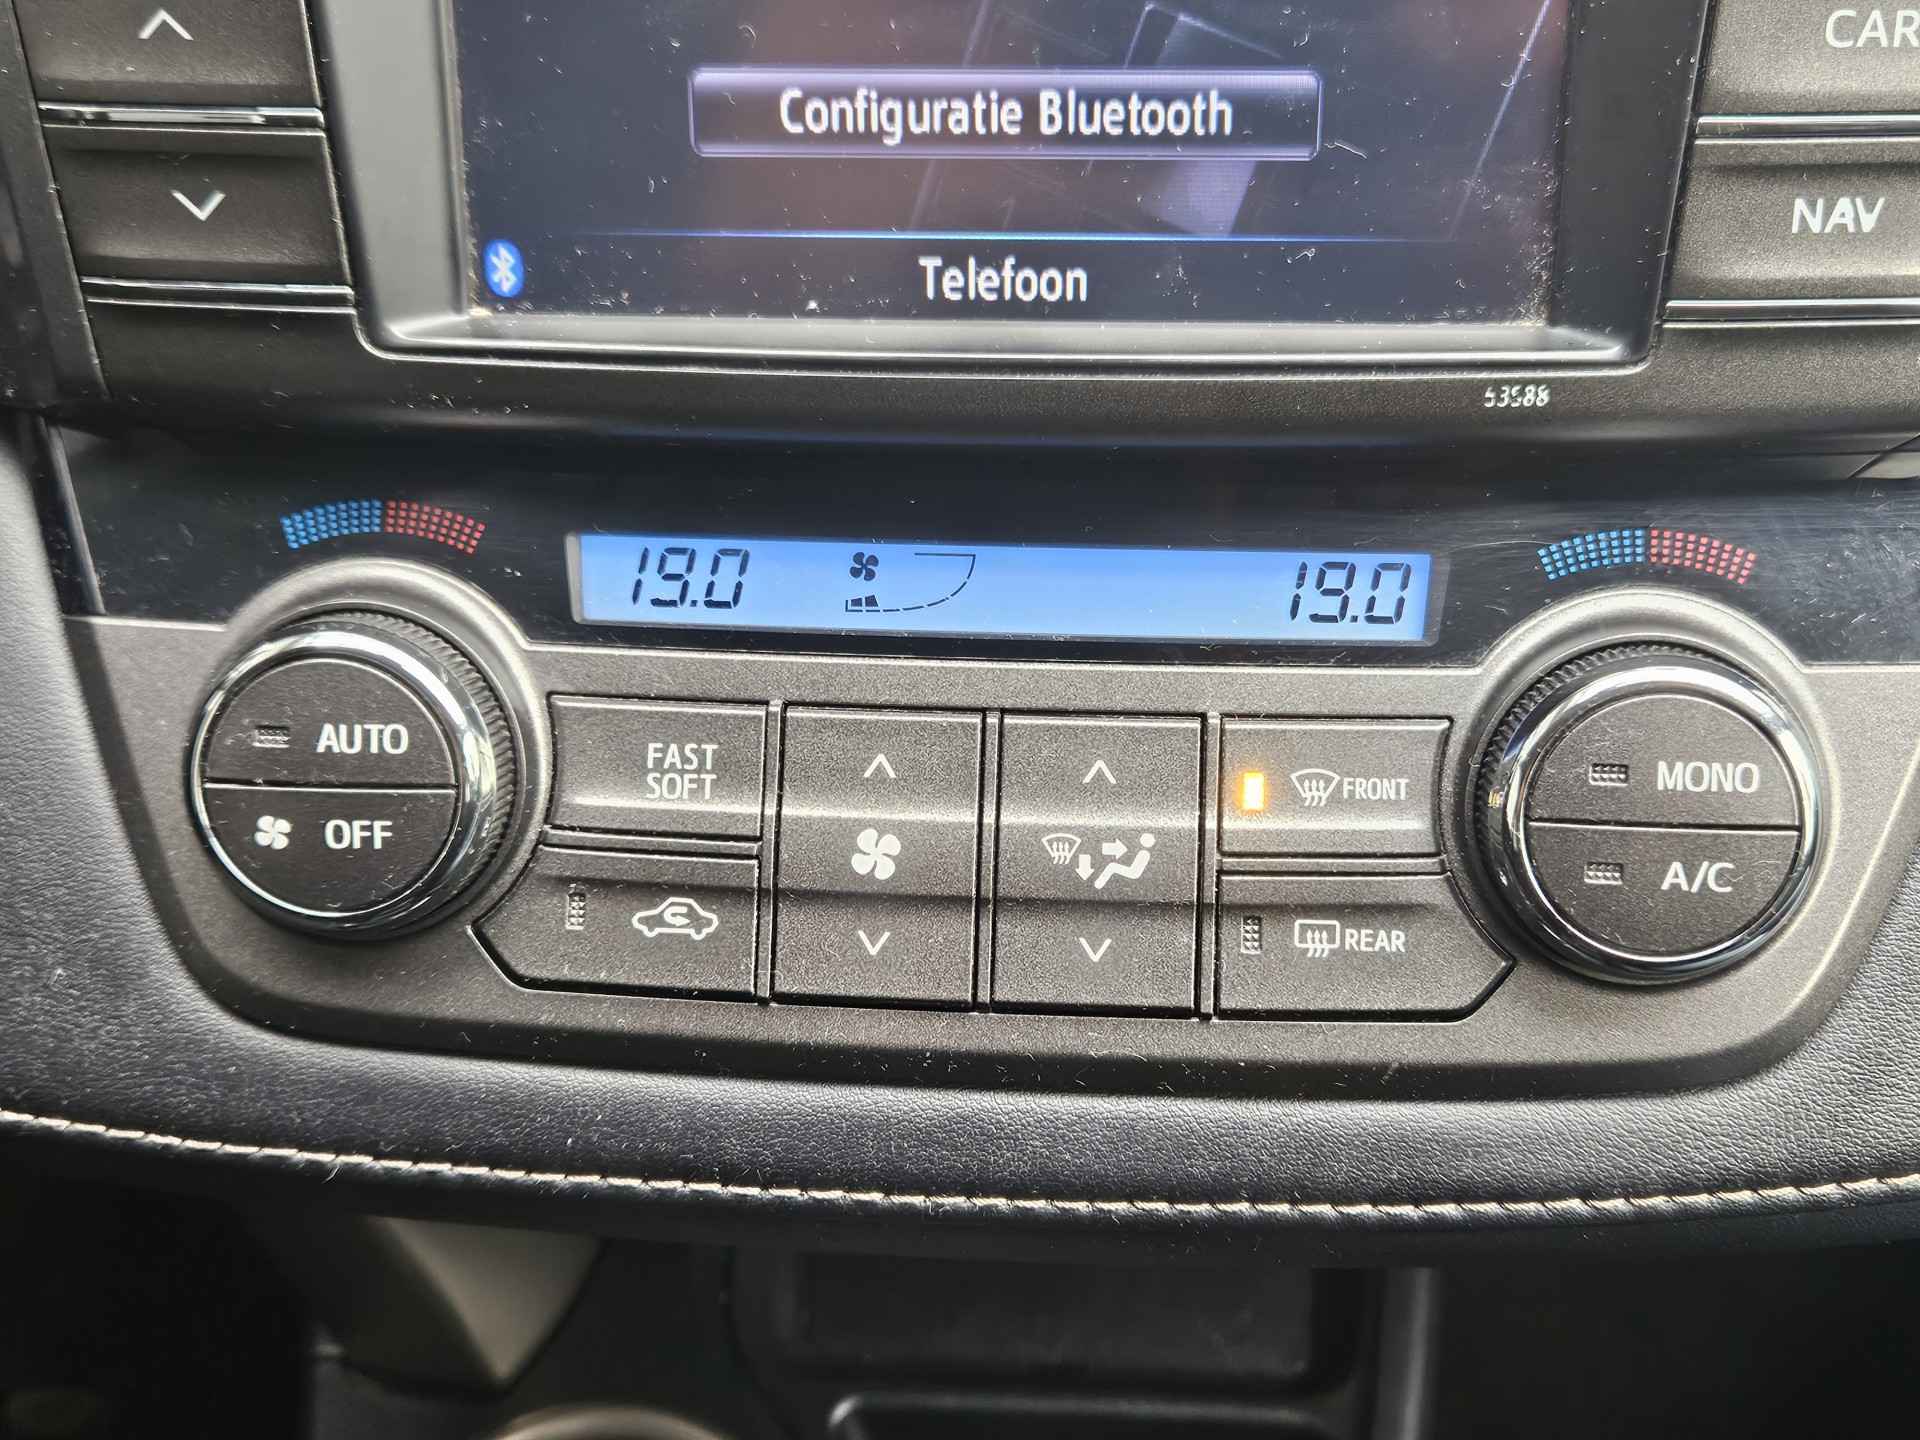 CAR
Configuratie Bluetooth
NAV
Telefoon
53588
19.0 19.0
AUTO
OFF
FAST
SOFT
FRONT
REAR
MONO
A/C